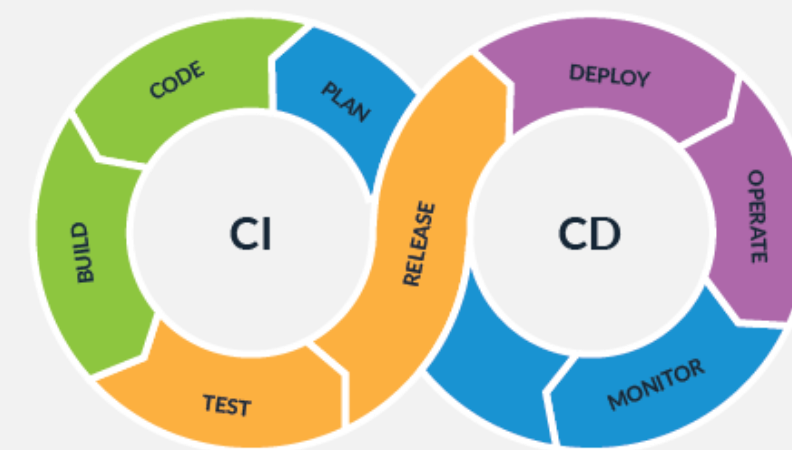 PLAN
CODE
BUILD
TEST
RELEASE
DEPLOY
OPERATE
MONITOR
CI
CD